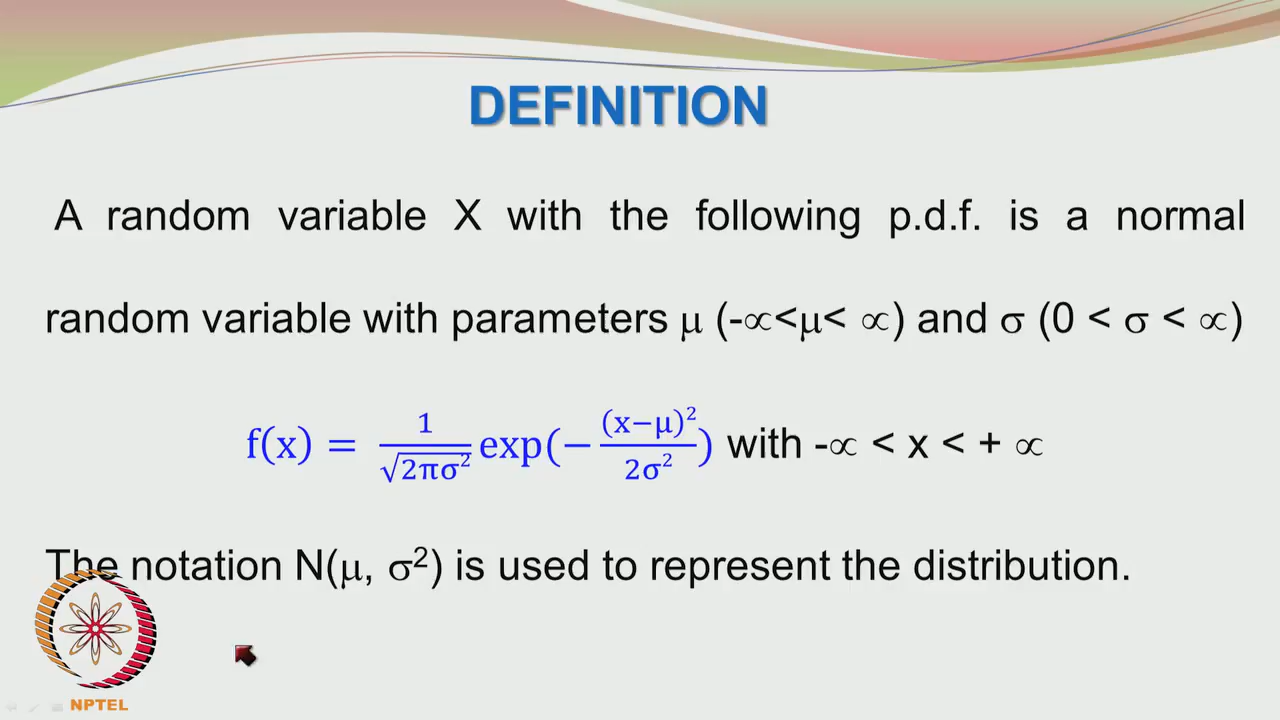 DEFINITION
A random variable X with the following p.d.f. is a normal
random variable with parameters μ (-∝<μ< ∝) and σ (0 < σ < ∝)
f(x) = 1/√2πσ² exp(−(x−μ)²/2σ²) with -∝ < x < + ∝
The notation N(μ, σ²) is used to represent the distribution.
NPTEL